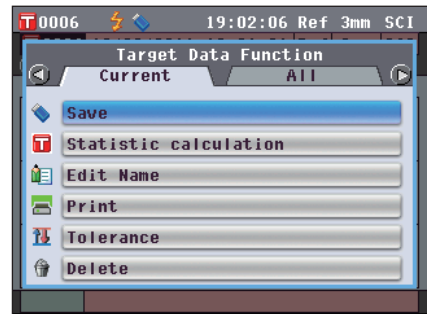 T0006 19:02:06 Ref 3mm SCI
Target Data Function
Current All
Save
T Statistic calculation
Edit Name
Print
Tolerance
Delete